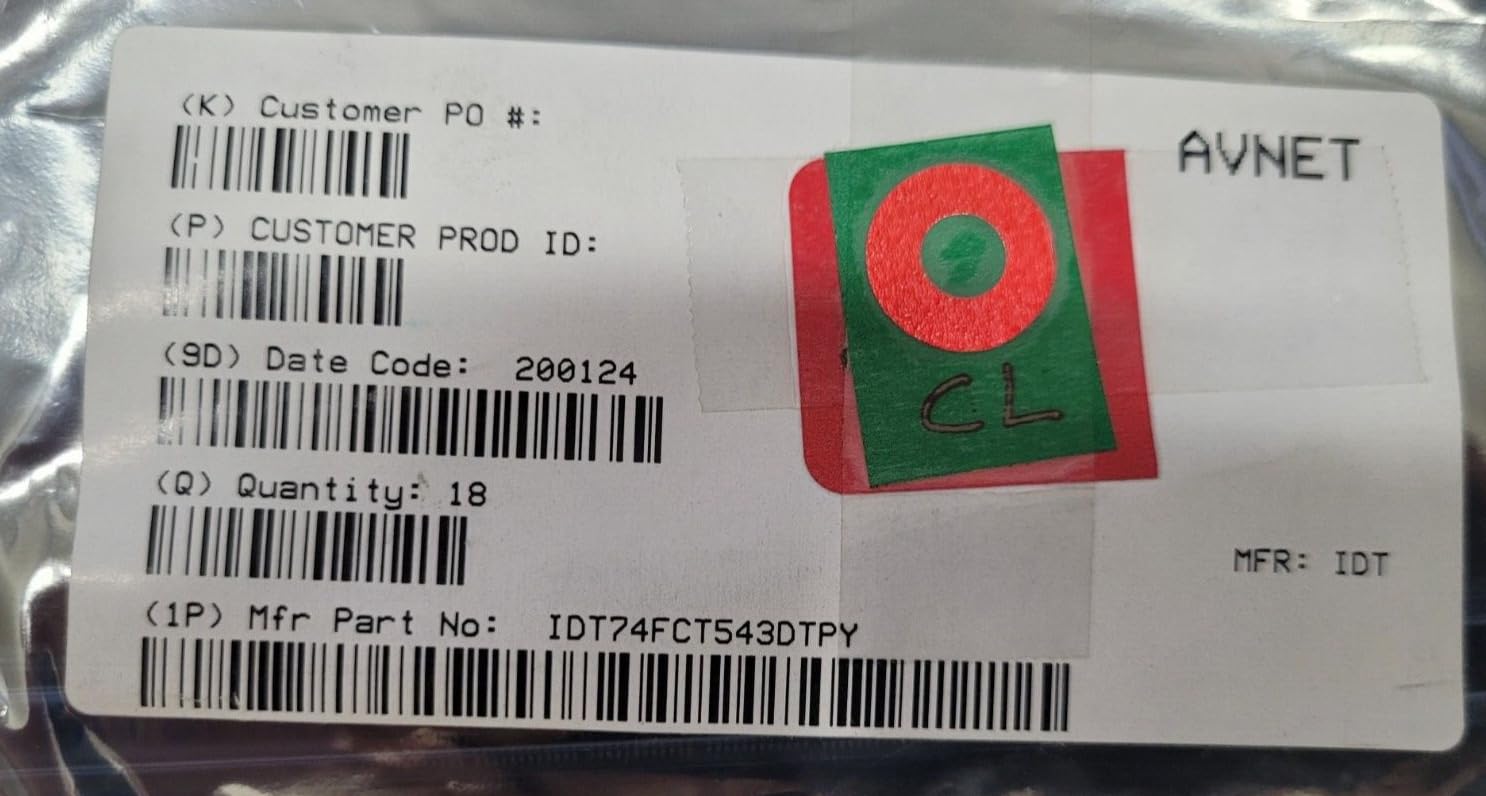 (K) Customer PO #:
AVNET
(P) CUSTOMER PROD ID:
(9D) Date Code: 200124
CL
(Q) Quantity: 18
MFR: IDT
(1P) Mfr Part No: IDT74FCT543DTPY